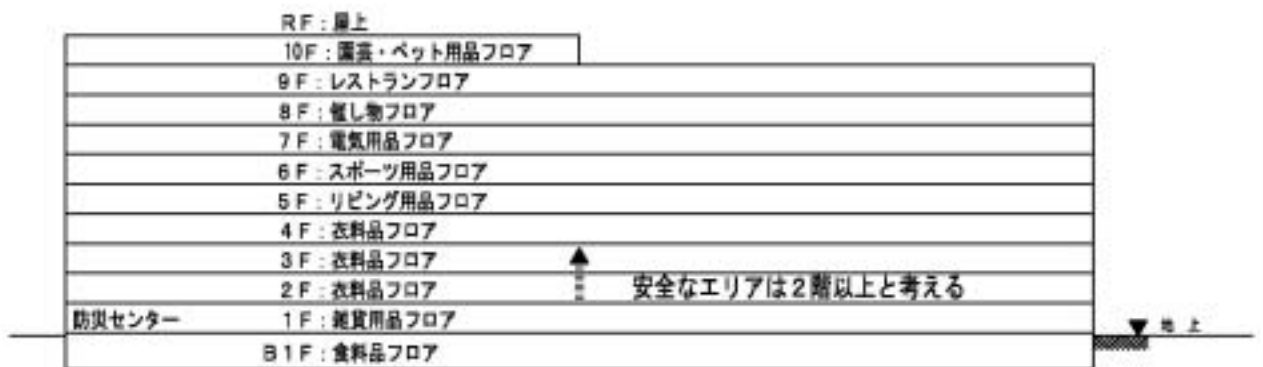 RF：屋上
10F：園芸・ペット用品フロア
9F：レストランフロア
8F：催し物フロア
7F：電気用品フロア
6F：スポーツ用品フロア
5F：リビング用品フロア
4F：衣料品フロア
3F：衣料品フロア
2F：衣料品フロア
安全なエリアは2階以上と考える
防災センター
1F：雑貨用品フロア
地上
B1F：食料品フロア